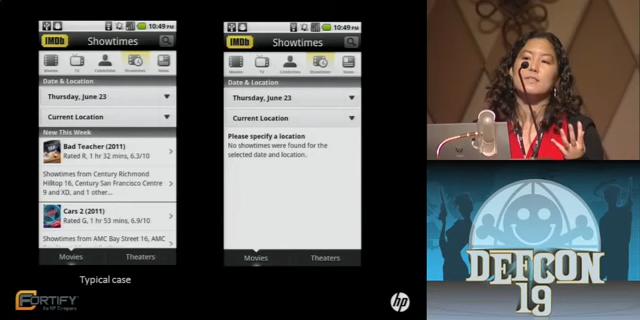 10:49 PM
IMDb
Showtimes
Movies
TV
Celebrities
Showtimes
News
Date & Location
Thursday, June 23
Current Location
New This Week
Bad Teacher (2011)
Rated R, 1 hr 32 mins, 6.3/10
Showtimes from Century Richmond
Hilltop 16, Century San Francisco Centre
9 and XD, and 1 other...
Cars 2 (2011)
Rated G, 1 hr 53 mins, 6.9/10
Showtimes from AMC Bay Street 16, AMC
Movies
Theaters
Typical case
10:49 PM
IMDb
Showtimes
Movies
TV
Celebrities
Showtimes
News
Date & Location
Thursday, June 23
Current Location
Please specify a location
No showtimes were found for the
selected date and location.
Movies
Theaters
FORTIFY
An HP Company
hp
DEFCON
19